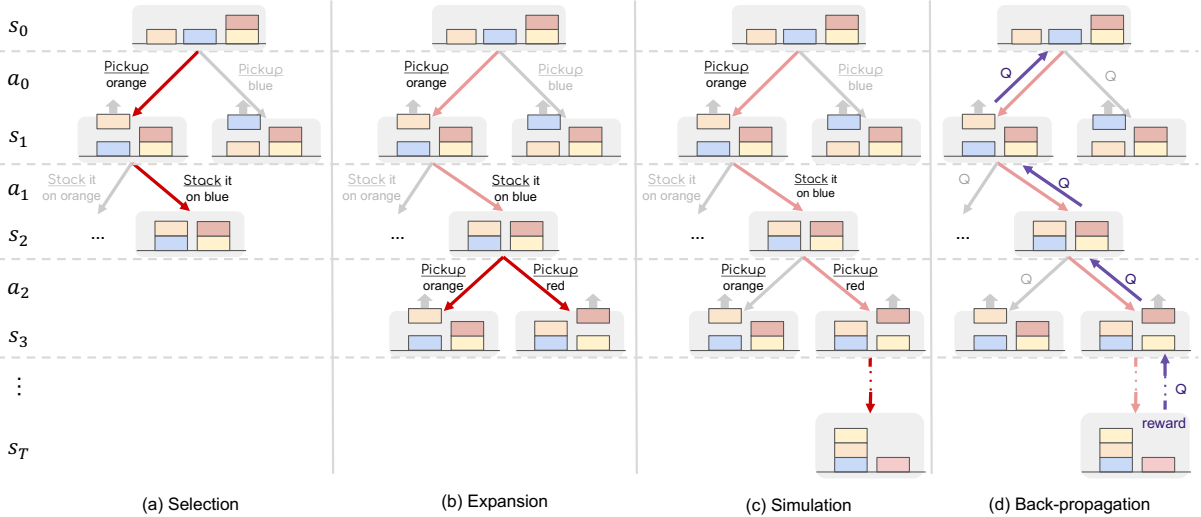 s₀
a₀
s₁
a₁
s₂
a₂
s₃
⋮
s_T
Pickup
orange
Pickup
blue
Stack it
on orange
Stack it
on blue
...
(a) Selection
Pickup
orange
Pickup
blue
Stack it
on orange
Stack it
on blue
...
Pickup
orange
Pickup
red
(b) Expansion
Pickup
orange
Pickup
blue
Stack it
on orange
Stack it
on blue
...
Pickup
orange
Pickup
red
(c) Simulation
Q
Q
Q
Q
...
Q
Q
Q
reward
(d) Back-propagation